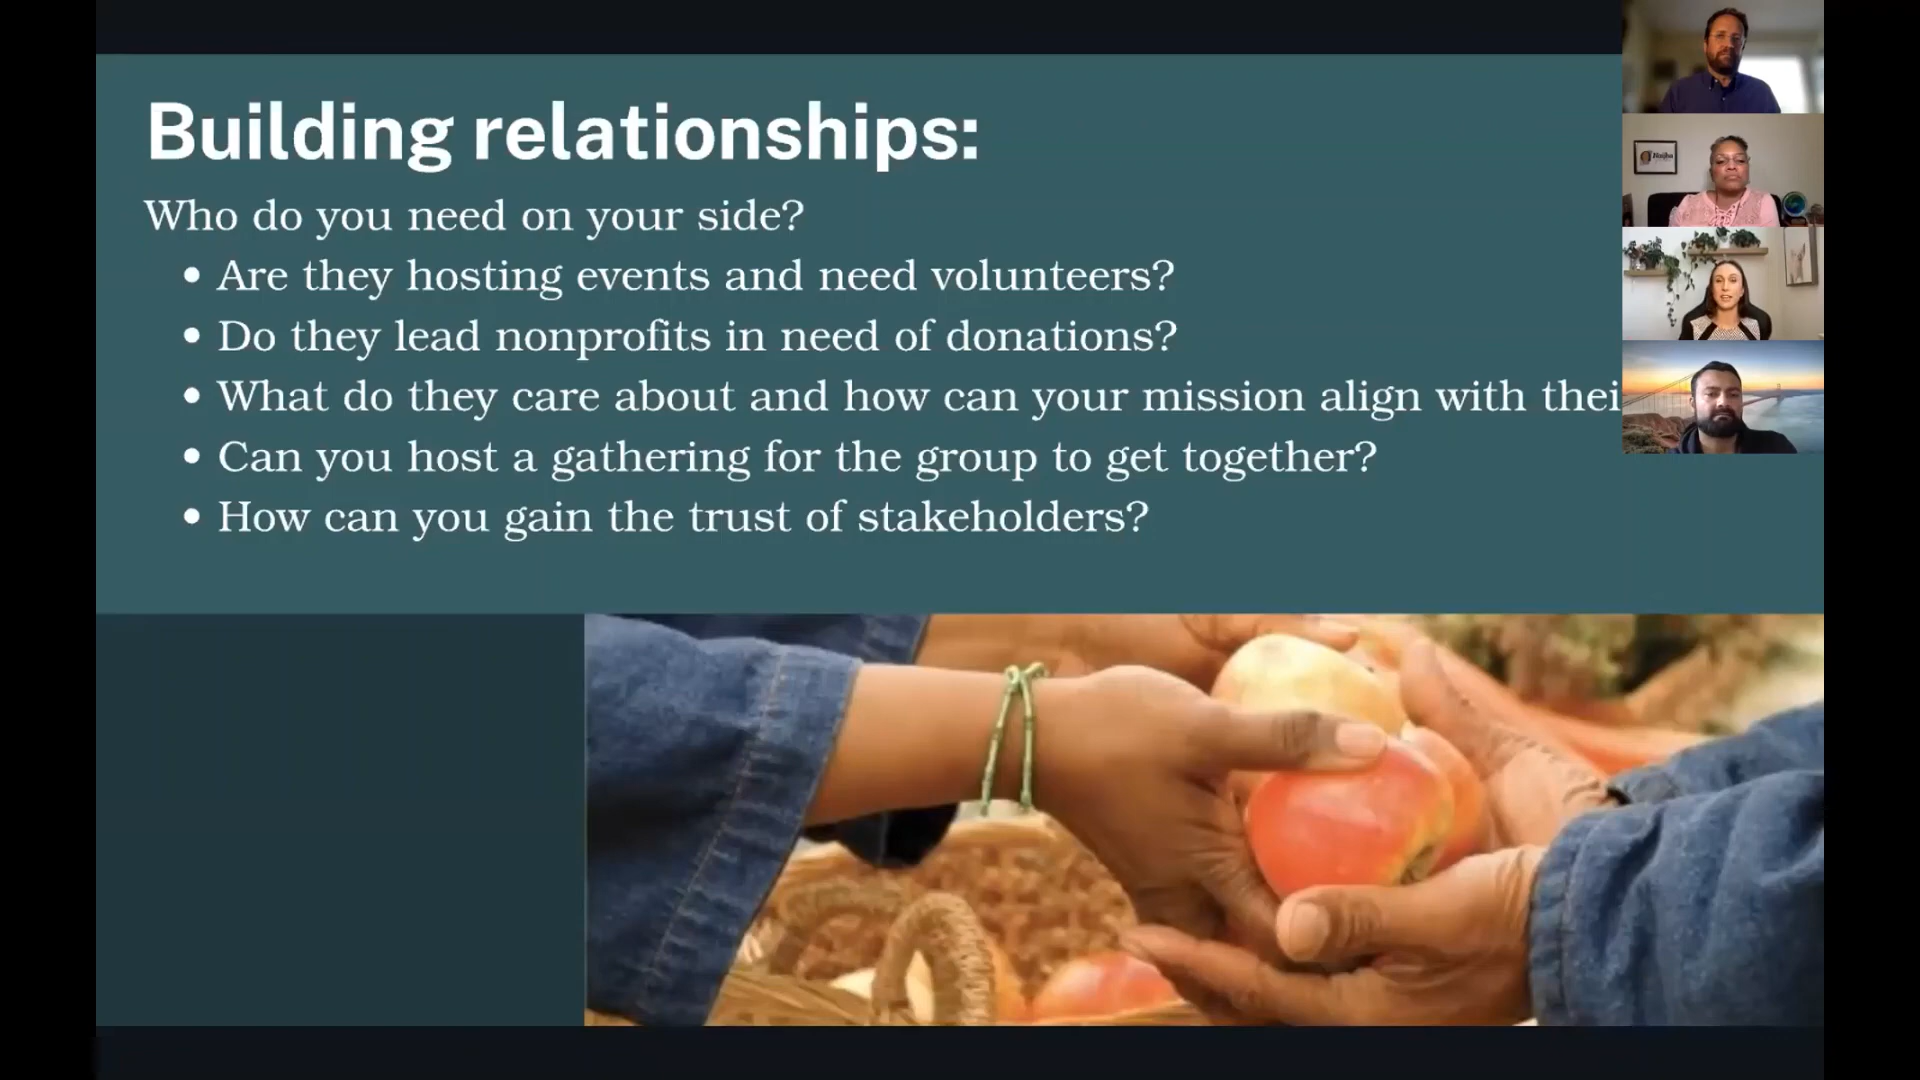 Building relationships:
Who do you need on your side?
• Are they hosting events and need volunteers?
• Do they lead nonprofits in need of donations?
• What do they care about and how can your mission align with thei
• Can you host a gathering for the group to get together?
• How can you gain the trust of stakeholders?